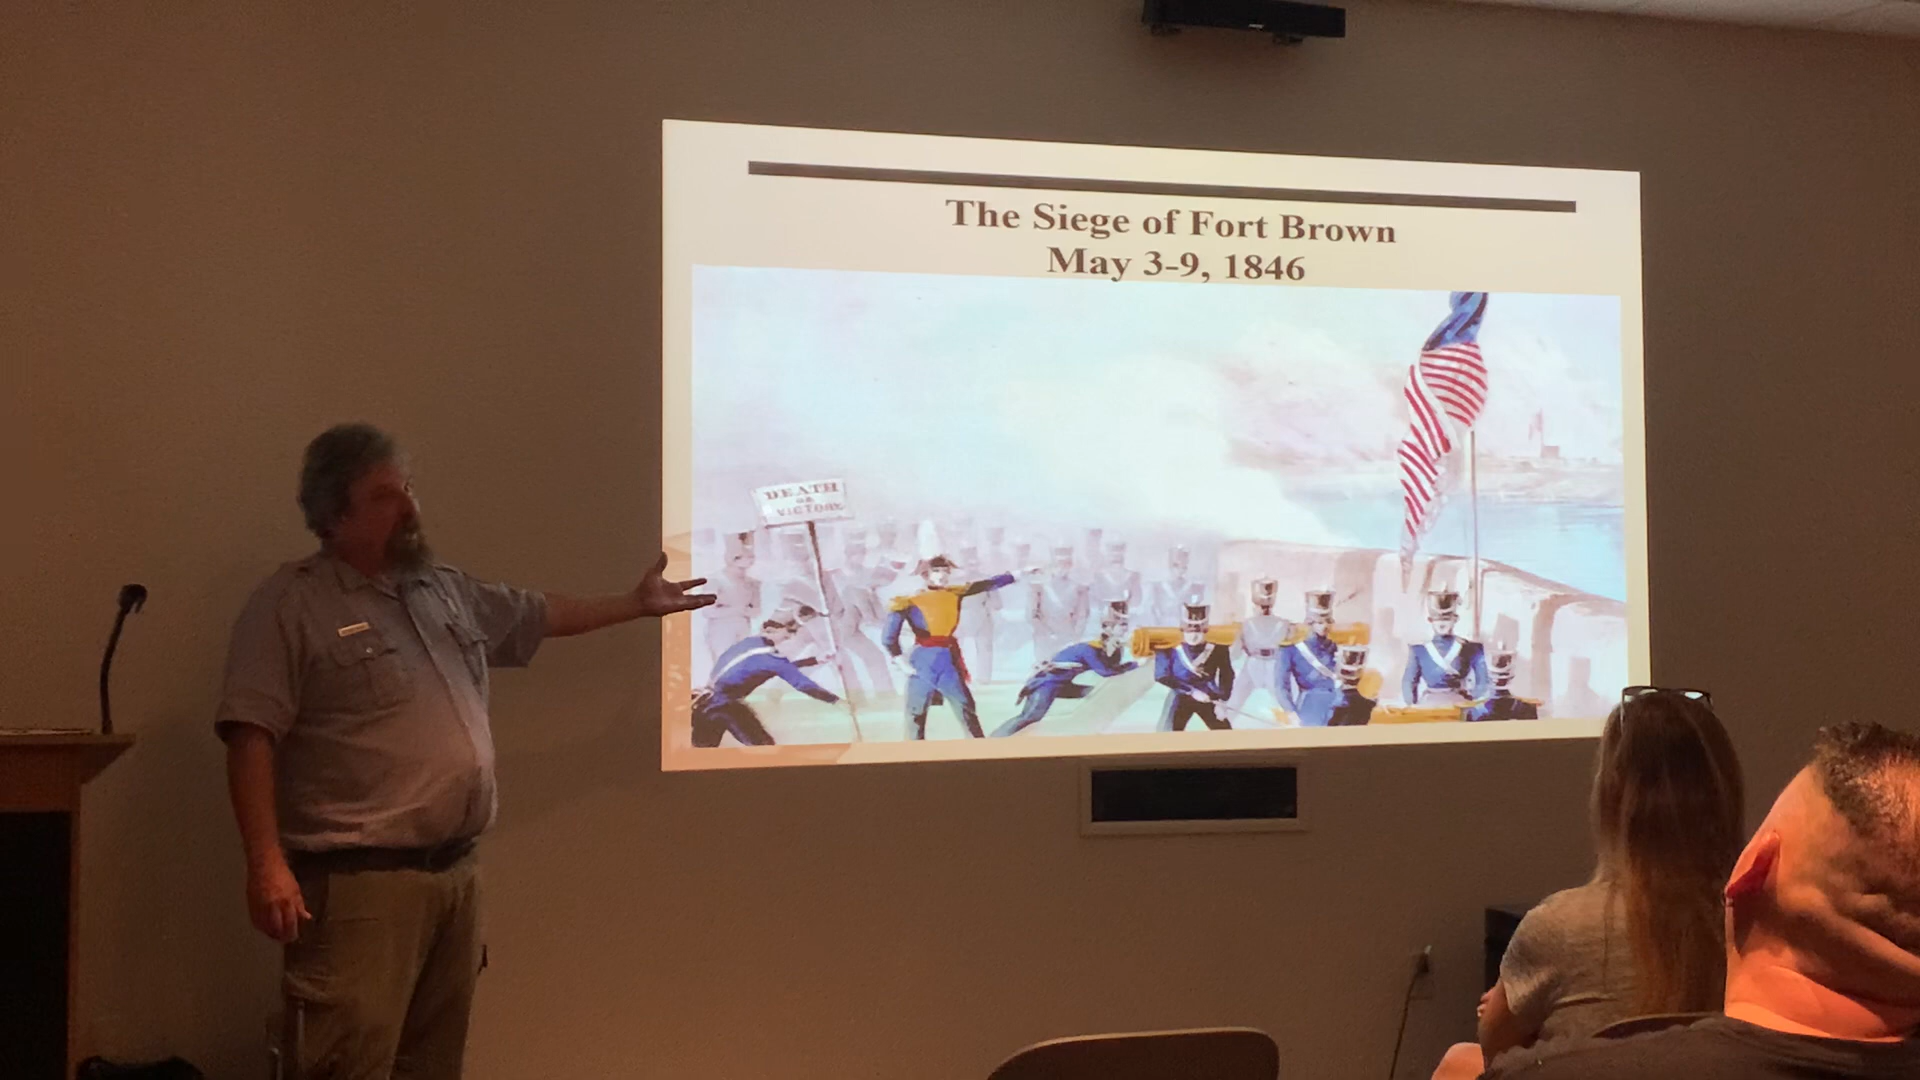 The Siege of Fort Brown
May 3-9, 1846
DEATH
OR
VICTORY